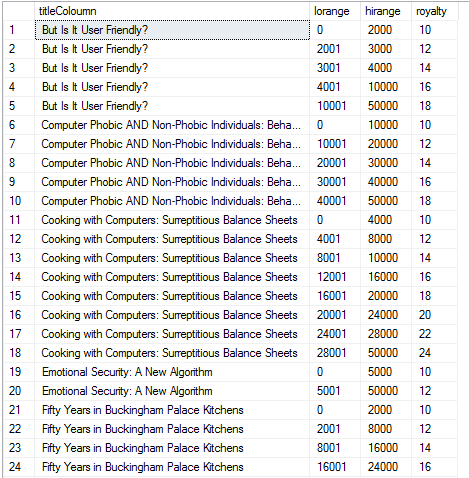 titleColoumn lorange hirange royalty
1 But Is It User Friendly? 0 2000 10
2 But Is It User Friendly? 2001 3000 12
3 But Is It User Friendly? 3001 4000 14
4 But Is It User Friendly? 4001 10000 16
5 But Is It User Friendly? 10001 50000 18
6 Computer Phobic AND Non-Phobic Individuals: Beha... 0 10000 10
7 Computer Phobic AND Non-Phobic Individuals: Beha... 10001 20000 12
8 Computer Phobic AND Non-Phobic Individuals: Beha... 20001 30000 14
9 Computer Phobic AND Non-Phobic Individuals: Beha... 30001 40000 16
10 Computer Phobic AND Non-Phobic Individuals: Beha... 40001 50000 18
11 Cooking with Computers: Surreptitious Balance Sheets 0 4000 10
12 Cooking with Computers: Surreptitious Balance Sheets 4001 8000 12
13 Cooking with Computers: Surreptitious Balance Sheets 8001 10000 14
14 Cooking with Computers: Surreptitious Balance Sheets 12001 16000 16
15 Cooking with Computers: Surreptitious Balance Sheets 16001 20000 18
16 Cooking with Computers: Surreptitious Balance Sheets 20001 24000 20
17 Cooking with Computers: Surreptitious Balance Sheets 24001 28000 22
18 Cooking with Computers: Surreptitious Balance Sheets 28001 50000 24
19 Emotional Security: A New Algorithm 0 5000 10
20 Emotional Security: A New Algorithm 5001 50000 12
21 Fifty Years in Buckingham Palace Kitchens 0 2000 10
22 Fifty Years in Buckingham Palace Kitchens 2001 8000 12
23 Fifty Years in Buckingham Palace Kitchens 8001 16000 14
24 Fifty Years in Buckingham Palace Kitchens 16001 24000 16